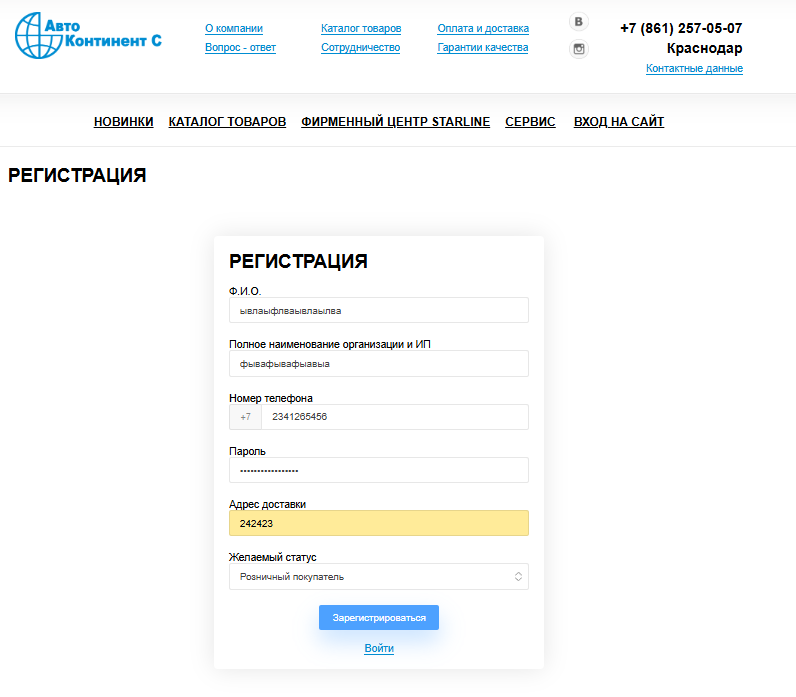 Авто
Континент С
О компании
Вопрос - ответ
Каталог товаров
Сотрудничество
Оплата и доставка
Гарантии качества
B
+7 (861) 257-05-07
Краснодар
Контактные данные
НОВИНКИ КАТАЛОГ ТОВАРОВ ФИРМЕННЫЙ ЦЕНТР STARLINE СЕРВИС ВХОД НА САЙТ
РЕГИСТРАЦИЯ
РЕГИСТРАЦИЯ
Ф.И.О.
ывлаыфлваывлаылва
Полное наименование организации и ИП
фывафывафыавыа
Номер телефона
+7 2341265456
Пароль
•••••••••••••••••
Адрес доставки
242423
Желаемый статус
Розничный покупатель
Зарегистрироваться
Войти